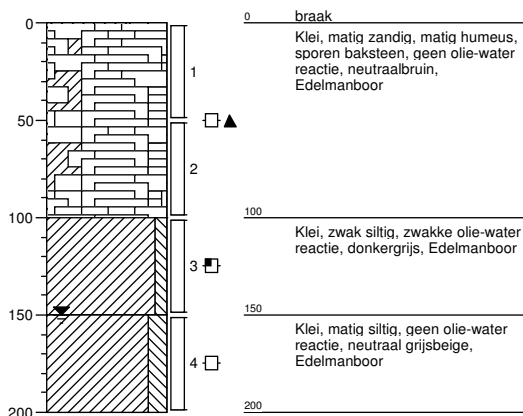 0
50
100
150
200
1
2
3
4
0 braak
Klei, matig zandig, matig humeus,
sporen baksteen, geen olie-water
reactie, neutraalbruin,
Edelmanboor
100
Klei, zwak siltig, zwakke olie-water
reactie, donkergrijs, Edelmanboor
150
Klei, matig siltig, geen olie-water
reactie, neutraal grijsbeige,
Edelmanboor
200